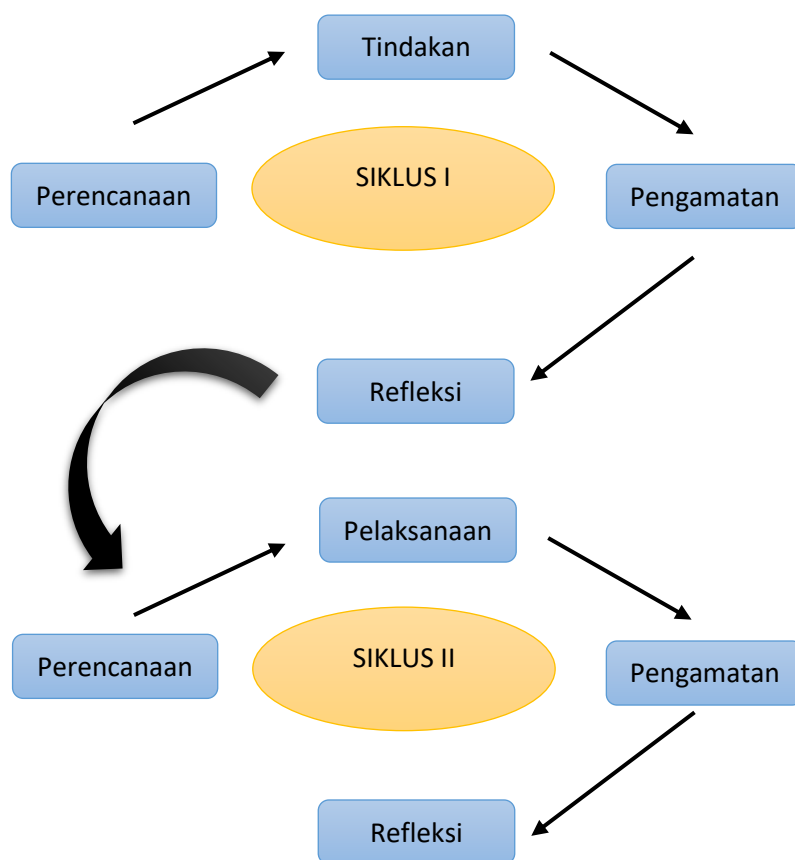 Tindakan
Perencanaan
SIKLUS I
Pengamatan
Refleksi
Pelaksanaan
Perencanaan
SIKLUS II
Pengamatan
Refleksi